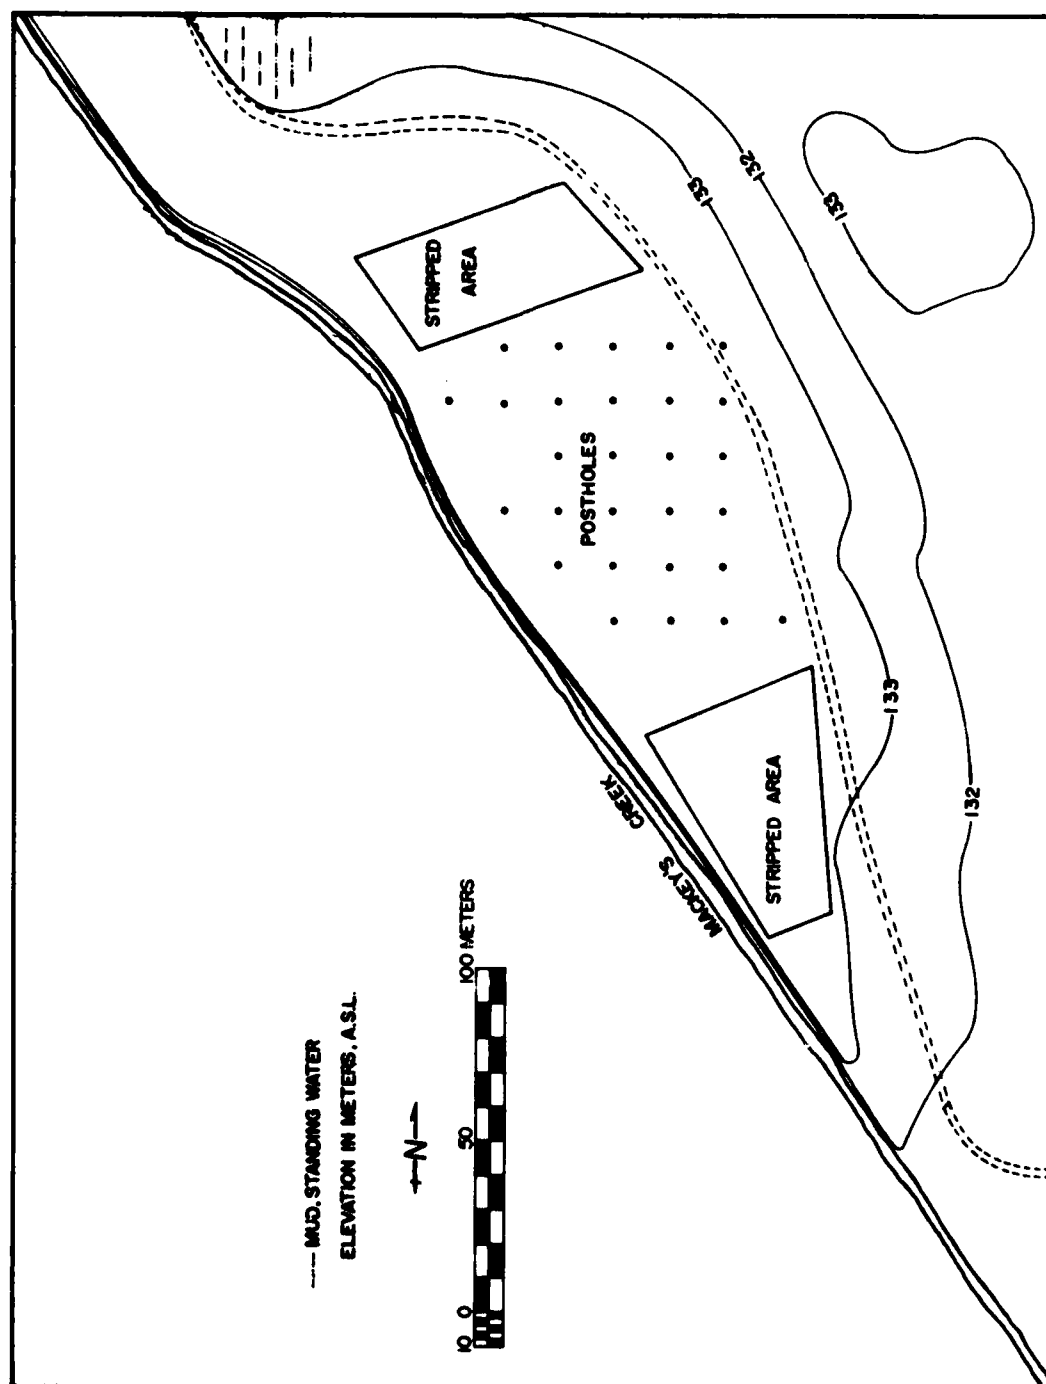 STRIPPED
AREA
POSTHOLES
STRIPPED AREA
MACKEY'S
CREEK
132
133
133
133
132
---- MUD, STANDING WATER
ELEVATION IN METERS, A.S.L.
N
10 0 50 100 METERS